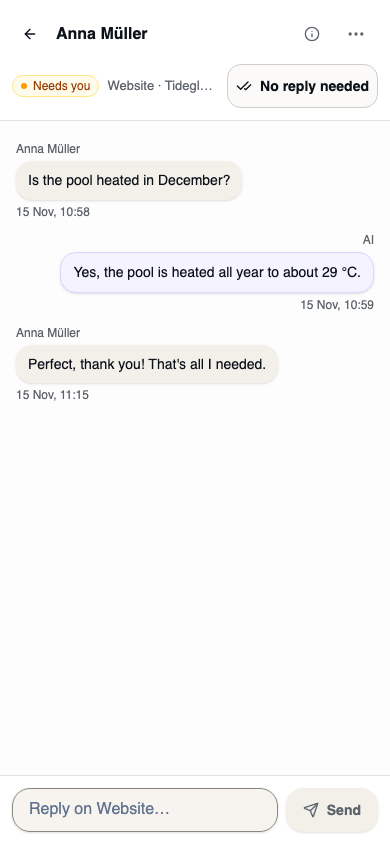 Anna Müller
Needs you
Website · Tidegl…
No reply needed
Anna Müller
Is the pool heated in December?
15 Nov, 10:58
AI
Yes, the pool is heated all year to about 29 °C.
15 Nov, 10:59
Anna Müller
Perfect, thank you! That's all I needed.
15 Nov, 11:15
Reply on Website…
Send